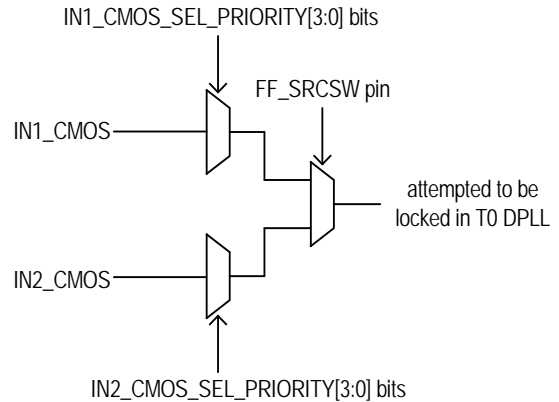 IN1_CMOS_SEL_PRIORITY[3:0] bits
FF_SRCSW pin
IN1_CMOS
attempted to be
locked in T0 DPLL
IN2_CMOS
IN2_CMOS_SEL_PRIORITY[3:0] bits